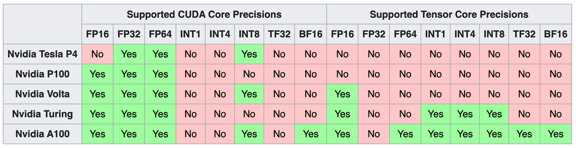 Supported CUDA Core Precisions Supported Tensor Core Precisions
FP16 FP32 FP64 INT1 INT4 INT8 TF32 BF16 FP16 FP32 FP64 INT1 INT4 INT8 TF32 BF16
Nvidia Tesla P4 No Yes Yes No No Yes No No No No No No No No No No
Nvidia P100 Yes Yes Yes No No No No No No No No No No No No No
Nvidia Volta Yes Yes Yes No No Yes No No Yes No No No No No No No
Nvidia Turing Yes Yes Yes No No No No No Yes No No Yes Yes Yes No No
Nvidia A100 Yes Yes Yes No No Yes No Yes Yes No Yes Yes Yes Yes Yes Yes